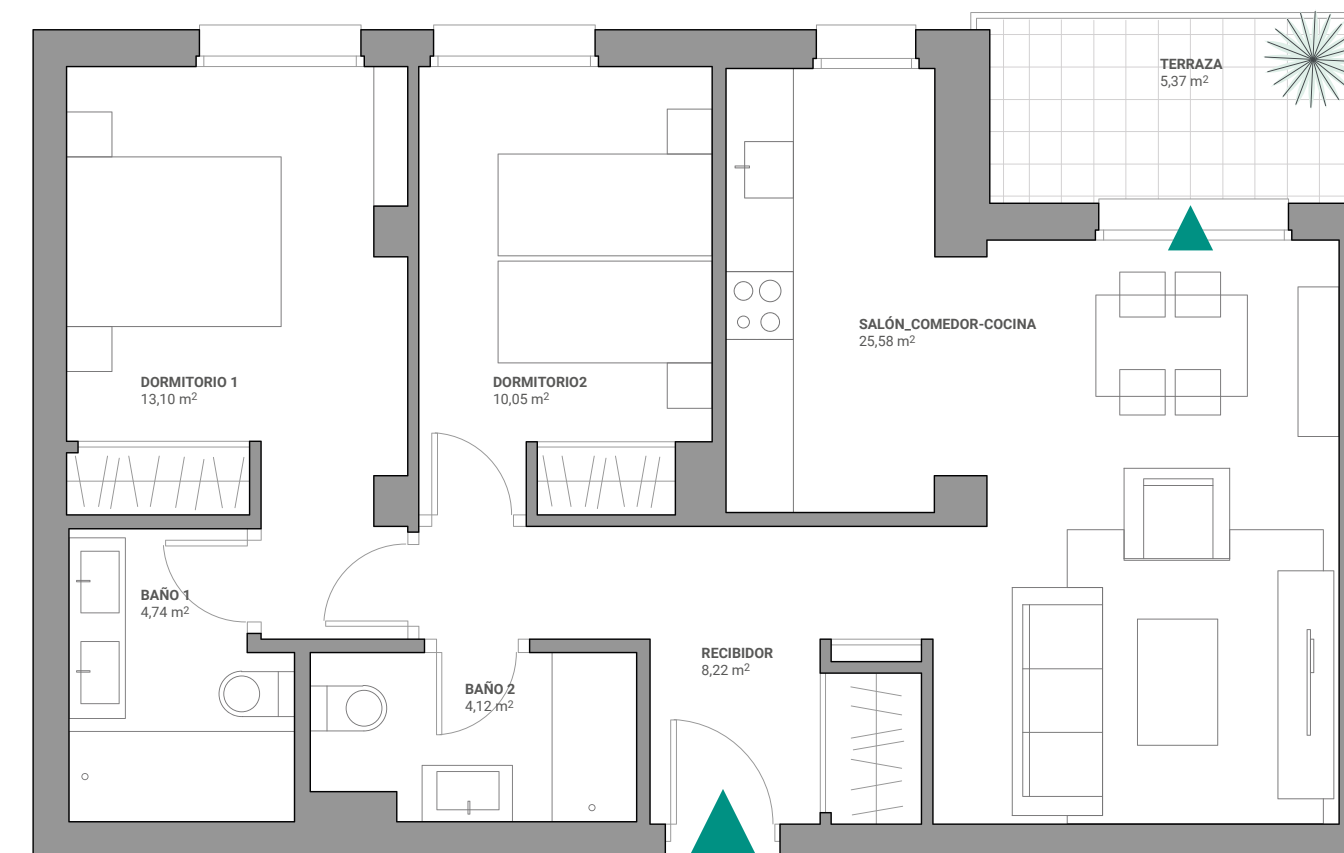 TERRAZA
5,37 m²
SALÓN_COMEDOR-COCINA
25,58 m²
DORMITORIO 1
13,10 m²
DORMITORIO2
10,05 m²
BAÑO 1
4,74 m²
RECIBIDOR
8,22 m²
BAÑO 2
4,12 m²